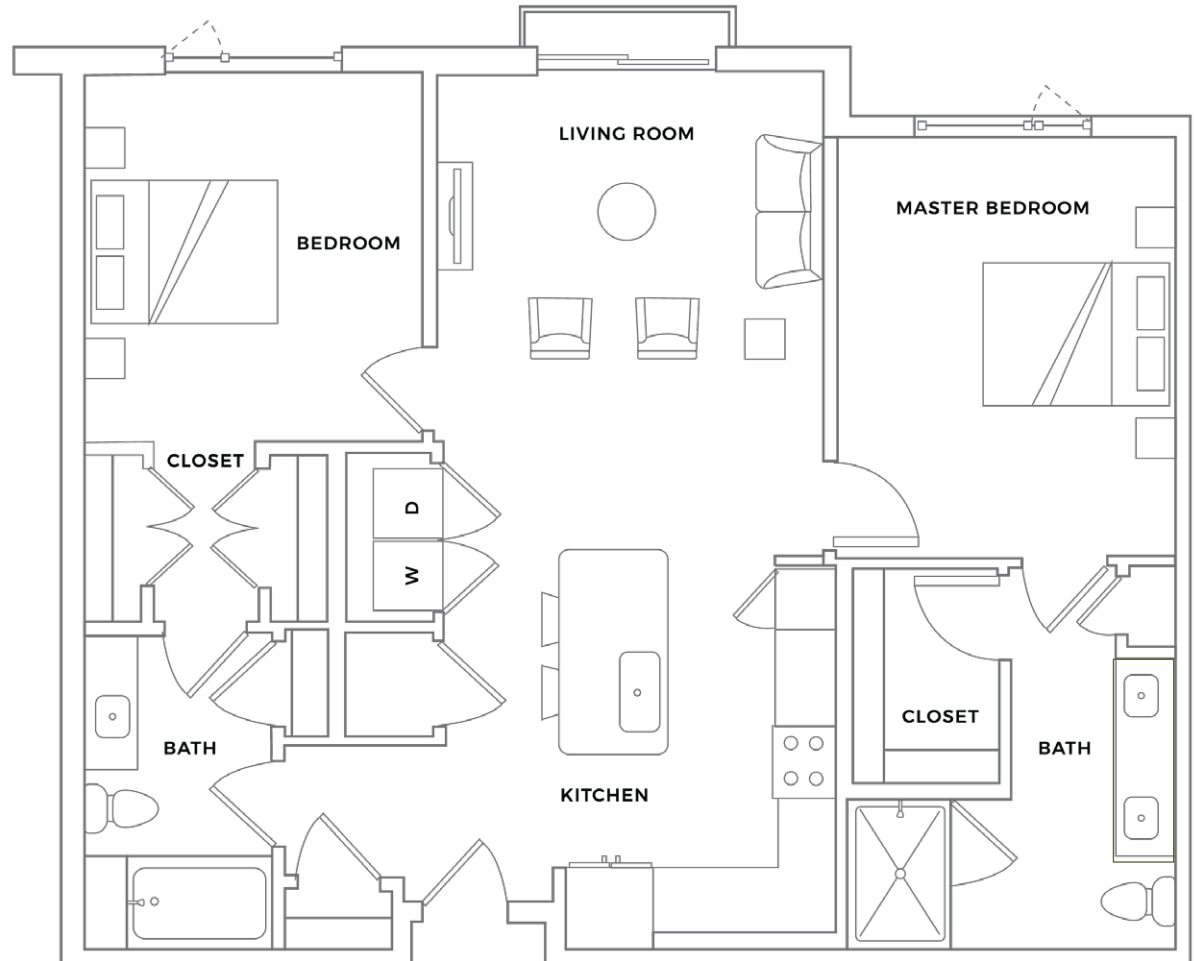 LIVING ROOM
MASTER BEDROOM
BEDROOM
CLOSET
D
W
CLOSET
BATH
BATH
KITCHEN